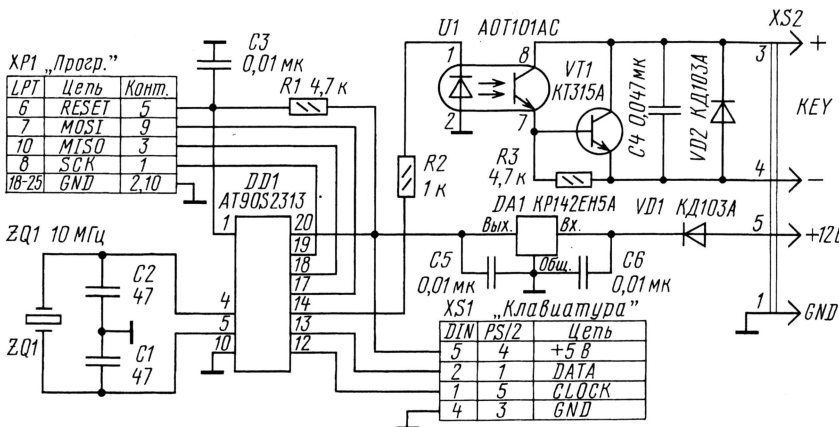 C3
0,01 мк
U1 АОТ101АС
XS2
XP1 „Прогр.”
LPT Цепь Конт.
6 RESET 5
7 MOSI 9
10 MISO 3
8 SCK 1
18-25 GND 2,10
R1 4,7 к
1
8
2
7
VT1
КТ315А
C4 0,047мк
VD2 КД103А
3
+
KEY
4
−
R2
1 к
R3
4,7 к
DD1
AT90S2313
1
20
19
18
17
4
14
5
13
10
12
DA1 КР142ЕН5А
VD1 КД103А
Вых.
Вх.
Общ.
5
+12
C5
0,01 мк
C6
0,01 мк
1
GND
ZQ1 10 МГц
C2
47
C1
47
ZQ1
XS1 „Клавиатура”
DIN PS/2 Цепь
5 4 +5 В
2 1 DATA
1 5 CLOCK
4 3 GND